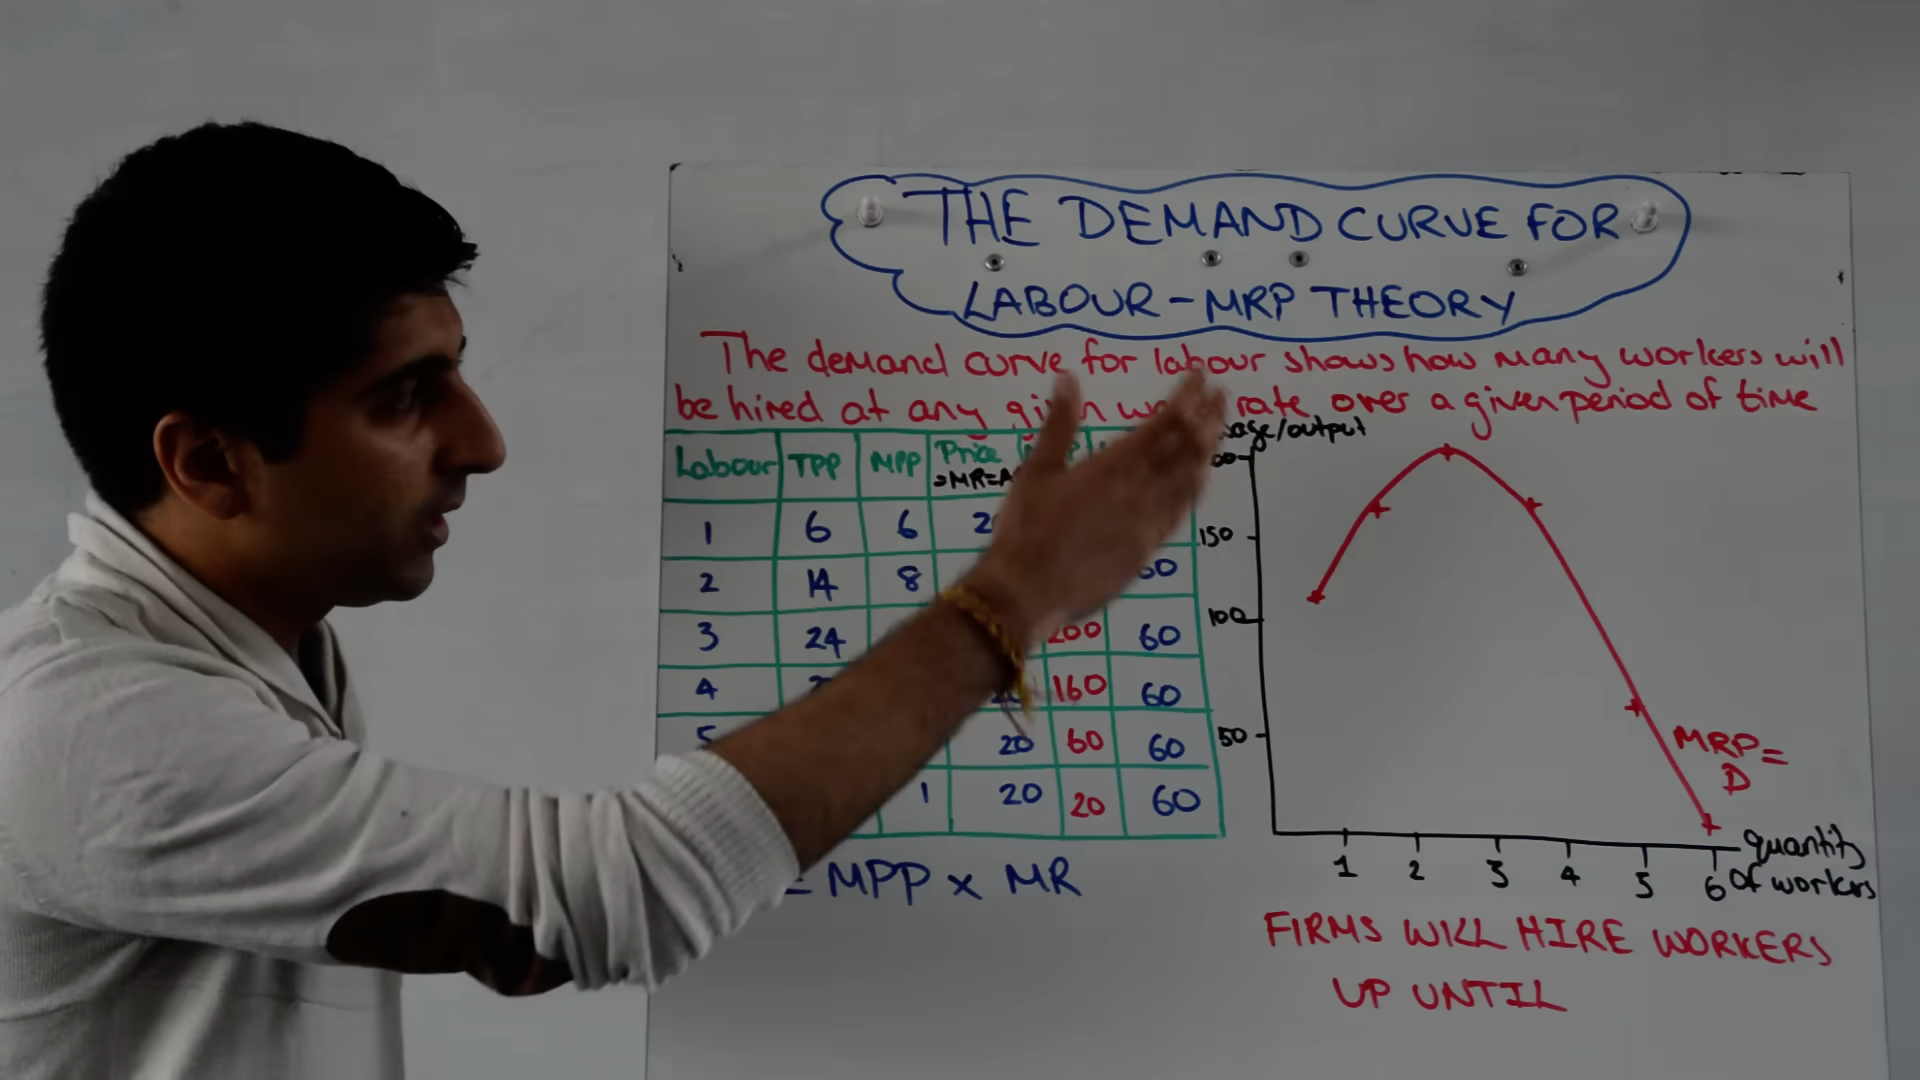 THE DEMAND CURVE FOR
LABOUR - MRP THEORY
The demand curve for labour shows how many workers will
be hired at any rate over a given period of time
/output
Labour TPP MPP Price
=MR=A
1 6 6
2 14 8
3 24 200 60
4 160 60
5 20 60 60
1 20 20 60
= MPP x MR
150
100
50
MRP =
D
1 2 3 4 5 6
quantity
of workers
FIRMS WILL HIRE WORKERS
UP UNTIL